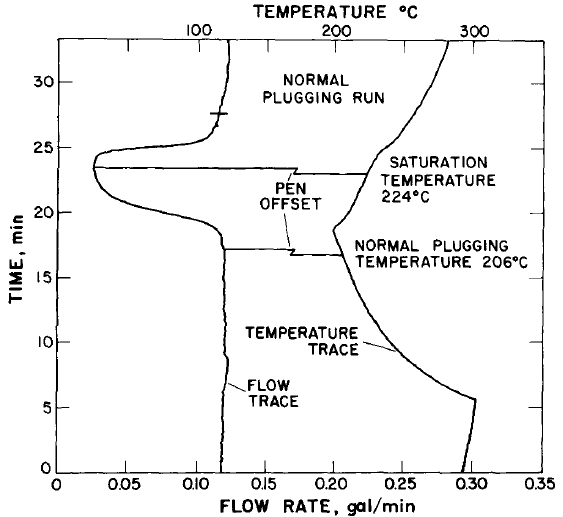 TEMPERATURE °C
100 200 300
NORMAL
PLUGGING RUN
30
25
SATURATION
TEMPERATURE
224°C
PEN
OFFSET
20
NORMAL PLUGGING
TEMPERATURE 206°C
TIME, min
15
TEMPERATURE
TRACE
10
FLOW
TRACE
5
0
0 0.05 0.10 0.15 0.20 0.25 0.30 0.35
FLOW RATE, gal/min